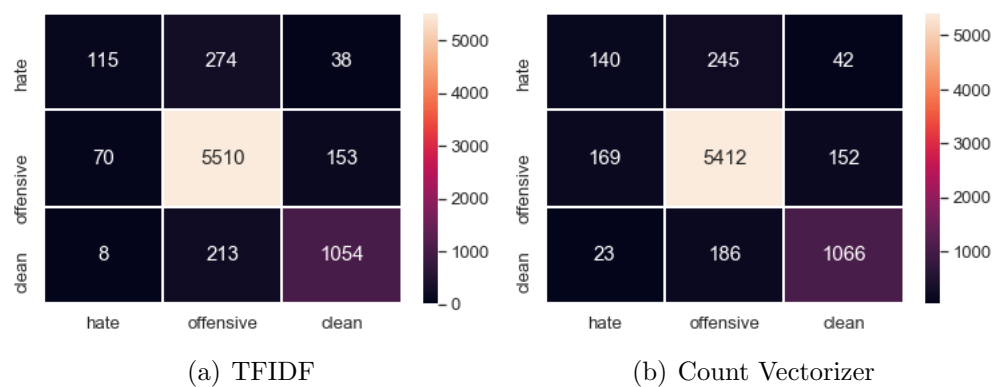 hate 115 274 38
offensive 70 5510 153
clean 8 213 1054
hate offensive clean
5000
4000
3000
2000
1000
0
(a) TFIDF
hate 140 245 42
offensive 169 5412 152
clean 23 186 1066
hate offensive clean
5000
4000
3000
2000
1000
(b) Count Vectorizer